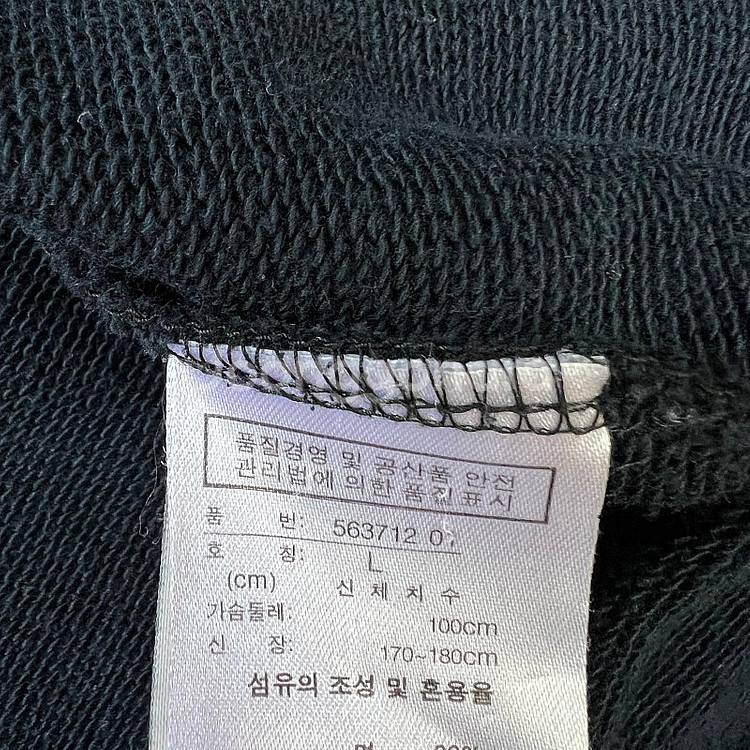 품질경영 및 공산품 안전
관리법에 의한 품질표시
품 번: 563712 0
호 칭: L
(cm) 신 체 치 수
가슴둘레: 100cm
신 장: 170~180cm
섬유의 조성 및 혼용율
면